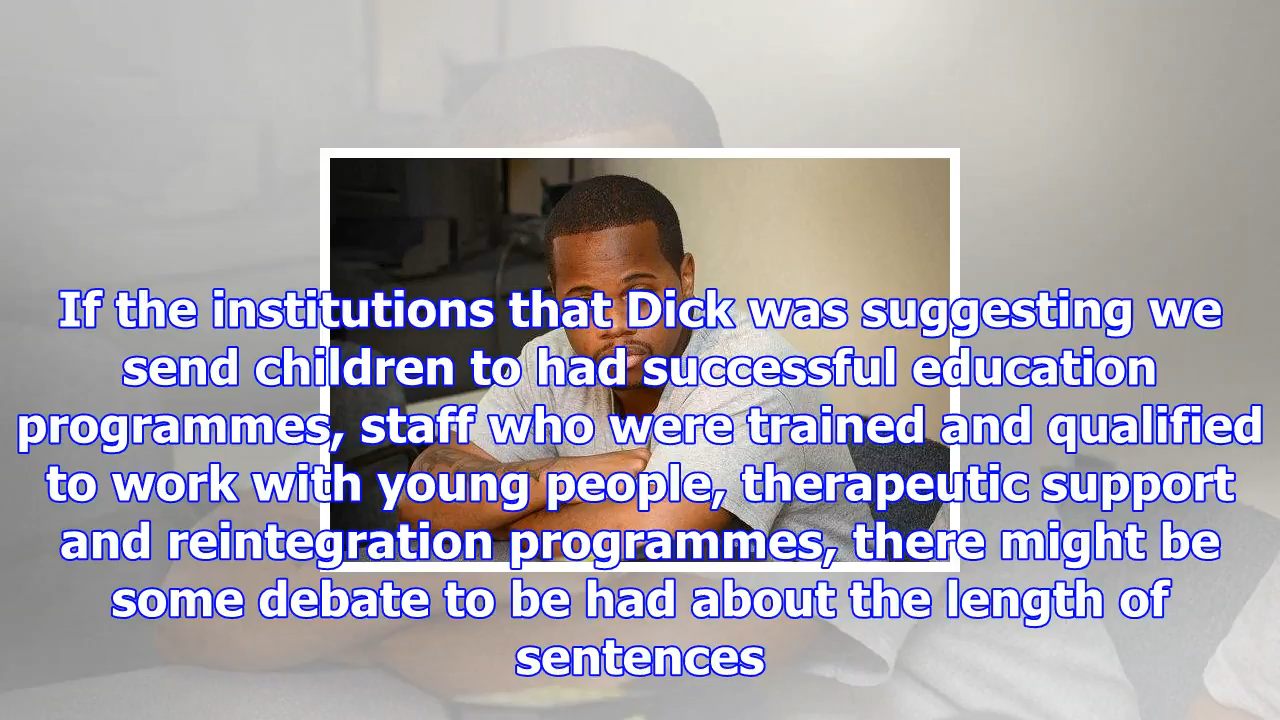 If the institutions that Dick was suggesting we
send children to had successful education
programmes, staff who were trained and qualified
to work with young people, therapeutic support
and reintegration programmes, there might be
some debate to be had about the length of
sentences